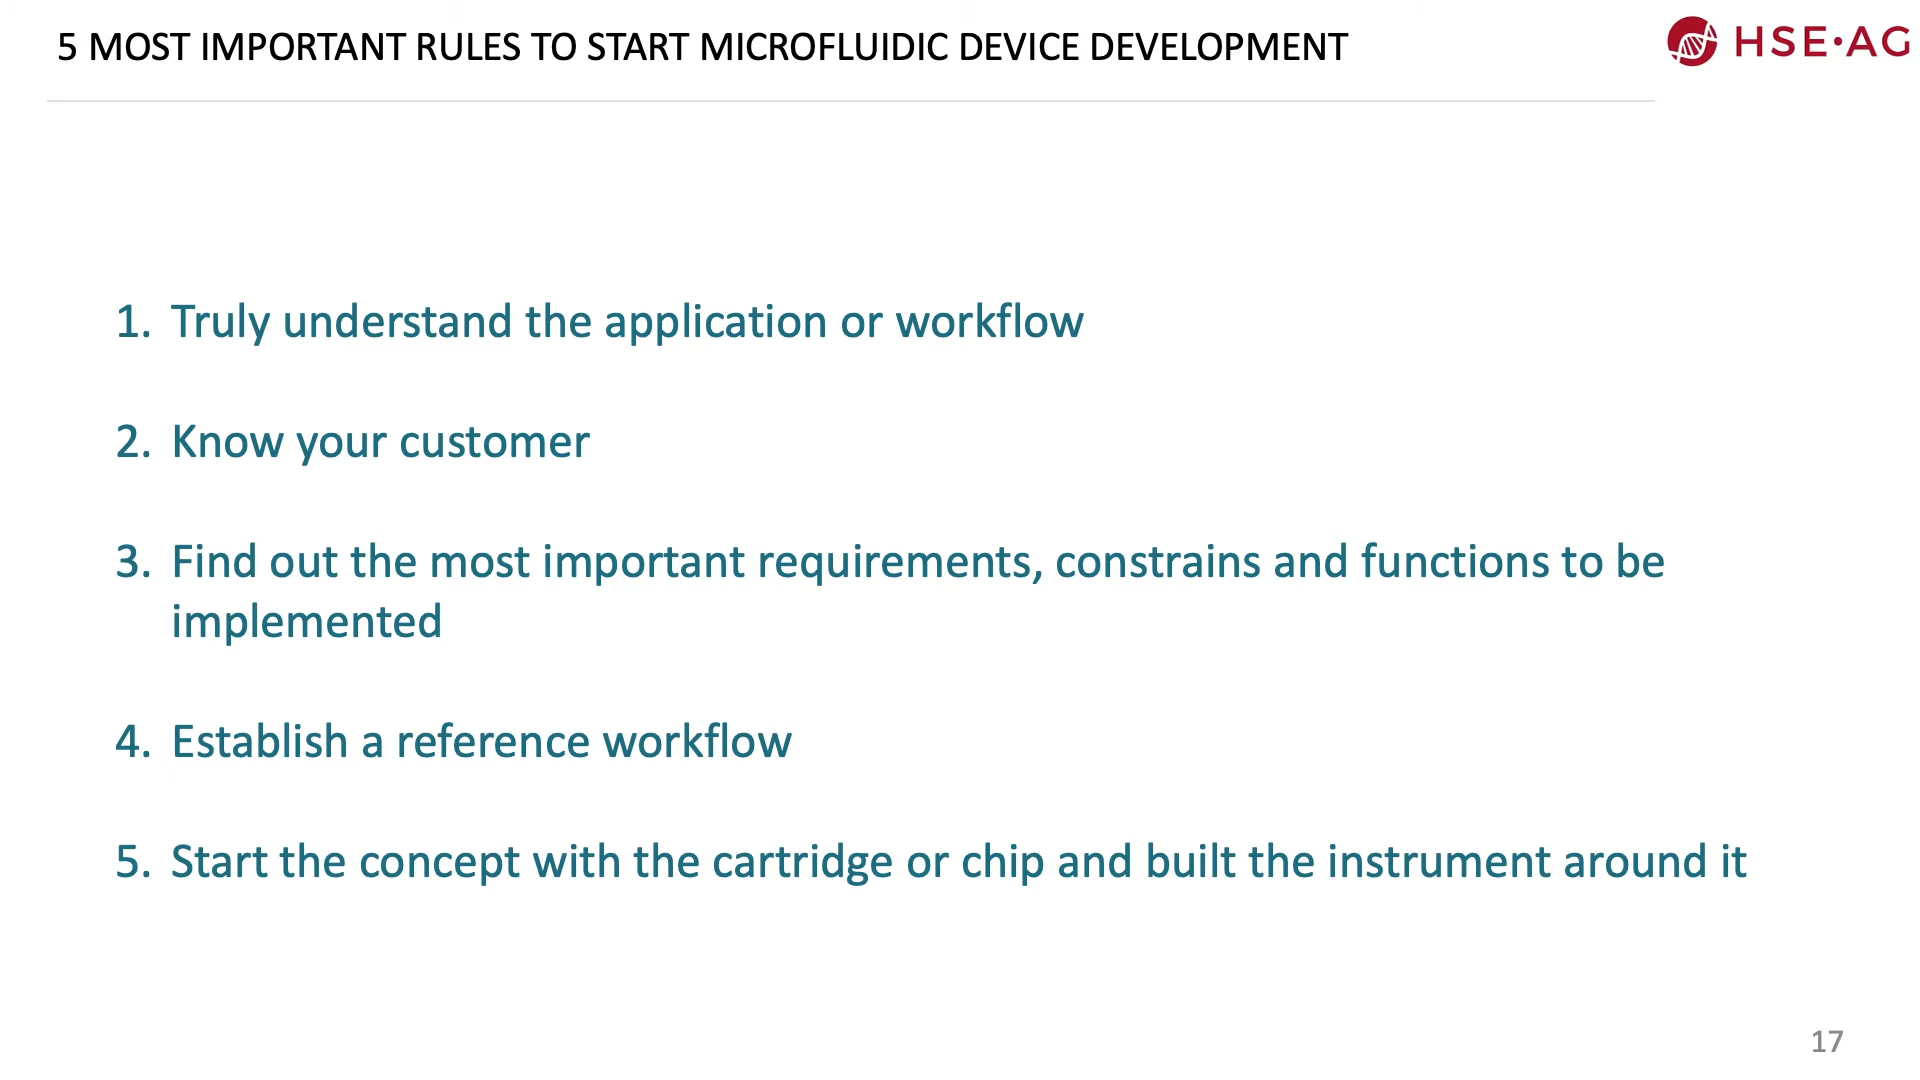 5 MOST IMPORTANT RULES TO START MICROFLUIDIC DEVICE DEVELOPMENT
HSE·AG
1. Truly understand the application or workflow
2. Know your customer
3. Find out the most important requirements, constrains and functions to be
implemented
4. Establish a reference workflow
5. Start the concept with the cartridge or chip and built the instrument around it
17